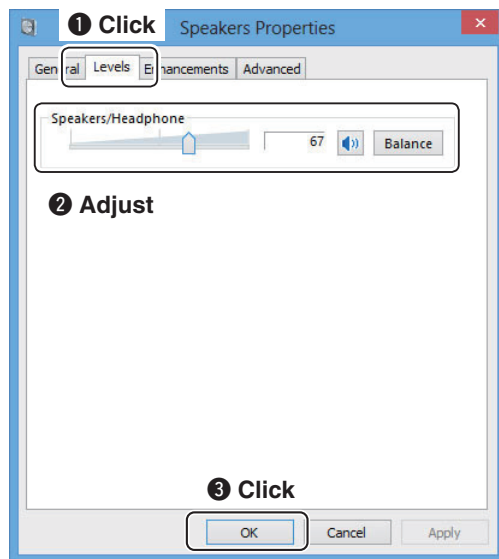 ❶ Click
Speakers Properties
General Levels Enhancements Advanced
Speakers/Headphone
67 Balance
❷ Adjust
❸ Click
OK Cancel Apply